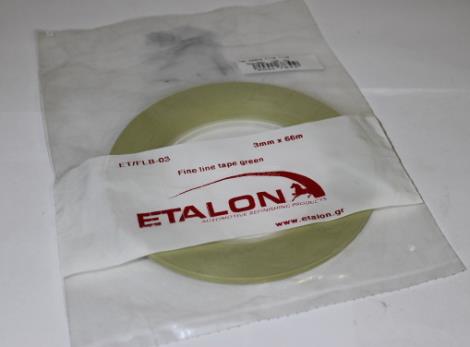 ET/FLB-03
3mm x 66m
Fine line tape green
ETALON
AUTOMOTIVE REFINISHING PRODUCTS
www.etalon.gr